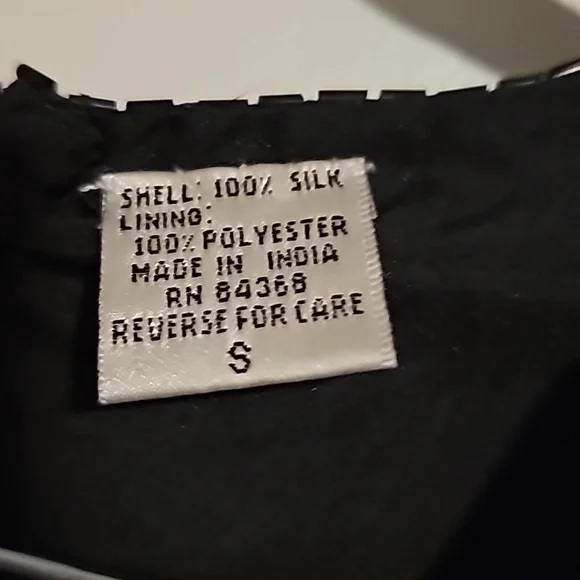 SHELL: 100% SILK
LINING:
100% POLYESTER
MADE IN INDIA
RN 84368
REVERSE FOR CARE
S